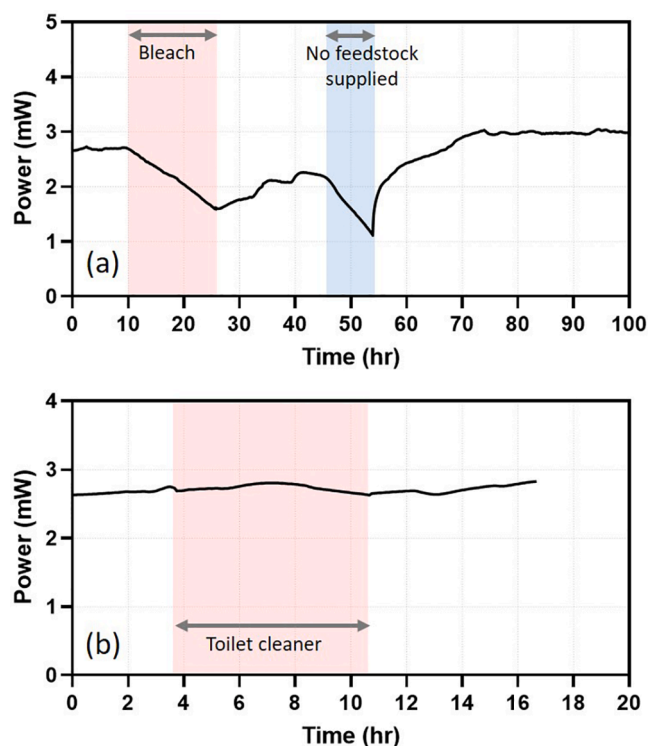 5
4
3
2
1
0
Power (mW)
Bleach
No feedstock
supplied
(a)
0 10 20 30 40 50 60 70 80 90 100
Time (hr)
4
3
2
1
0
Power (mW)
Toilet cleaner
(b)
0 2 4 6 8 10 12 14 16 18 20
Time (hr)